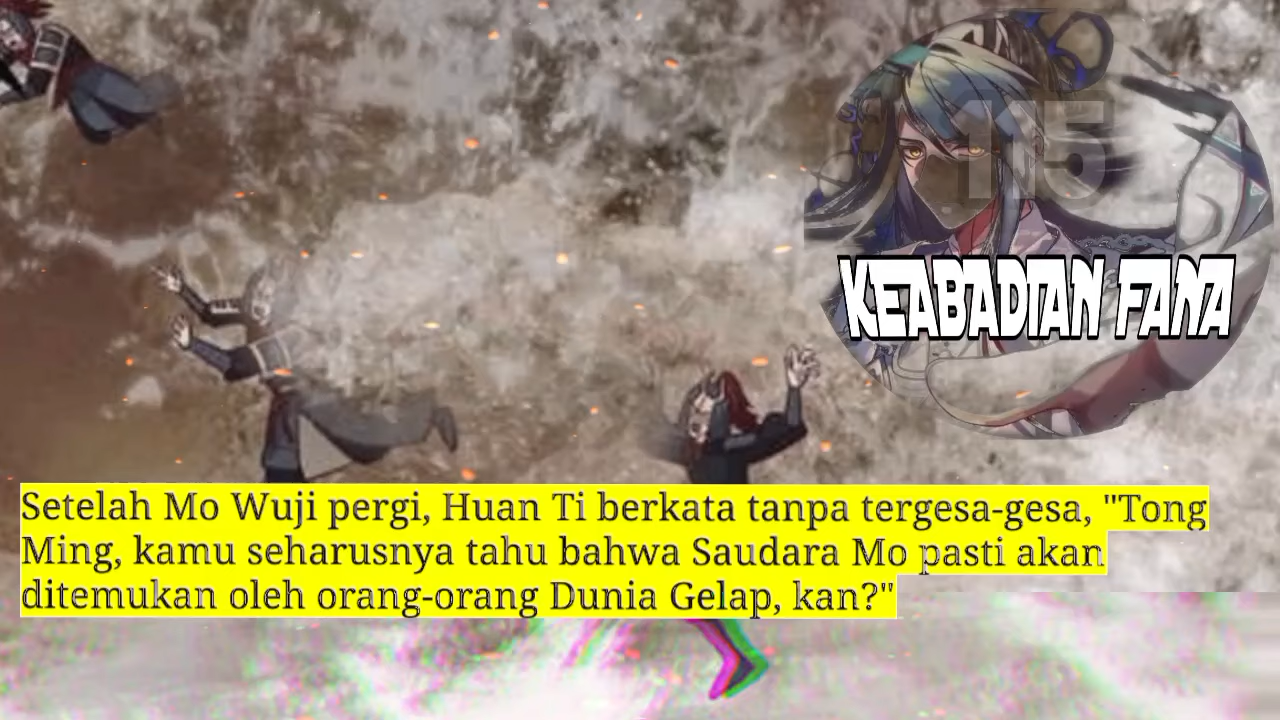 115
KEABADIAN FANA
Setelah Mo Wuji pergi, Huan Ti berkata tanpa tergesa-gesa, "Tong
Ming, kamu seharusnya tahu bahwa Saudara Mo pasti akan
ditemukan oleh orang-orang Dunia Gelap, kan?"